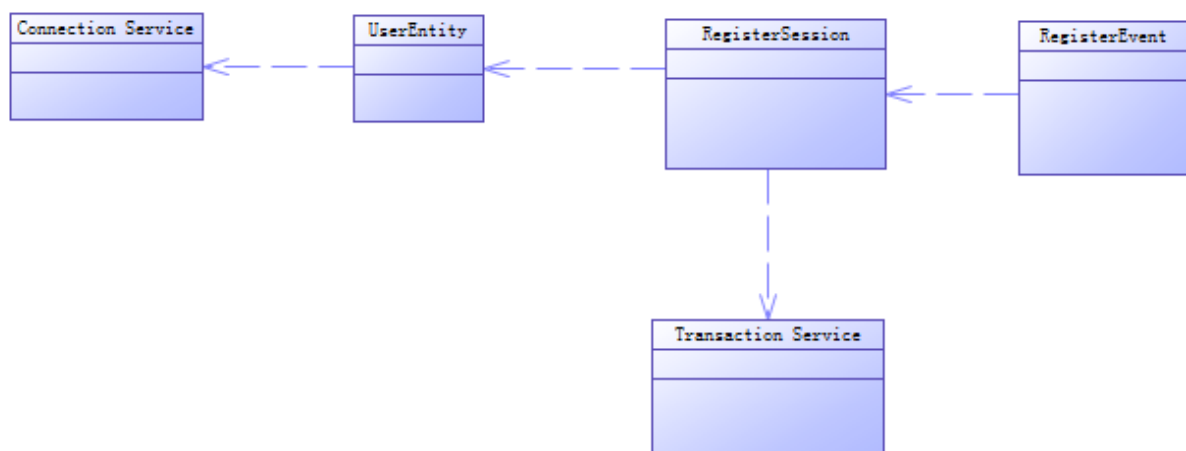 Connection Service
UserEntity
RegisterSession
RegisterEvent
Transaction Service